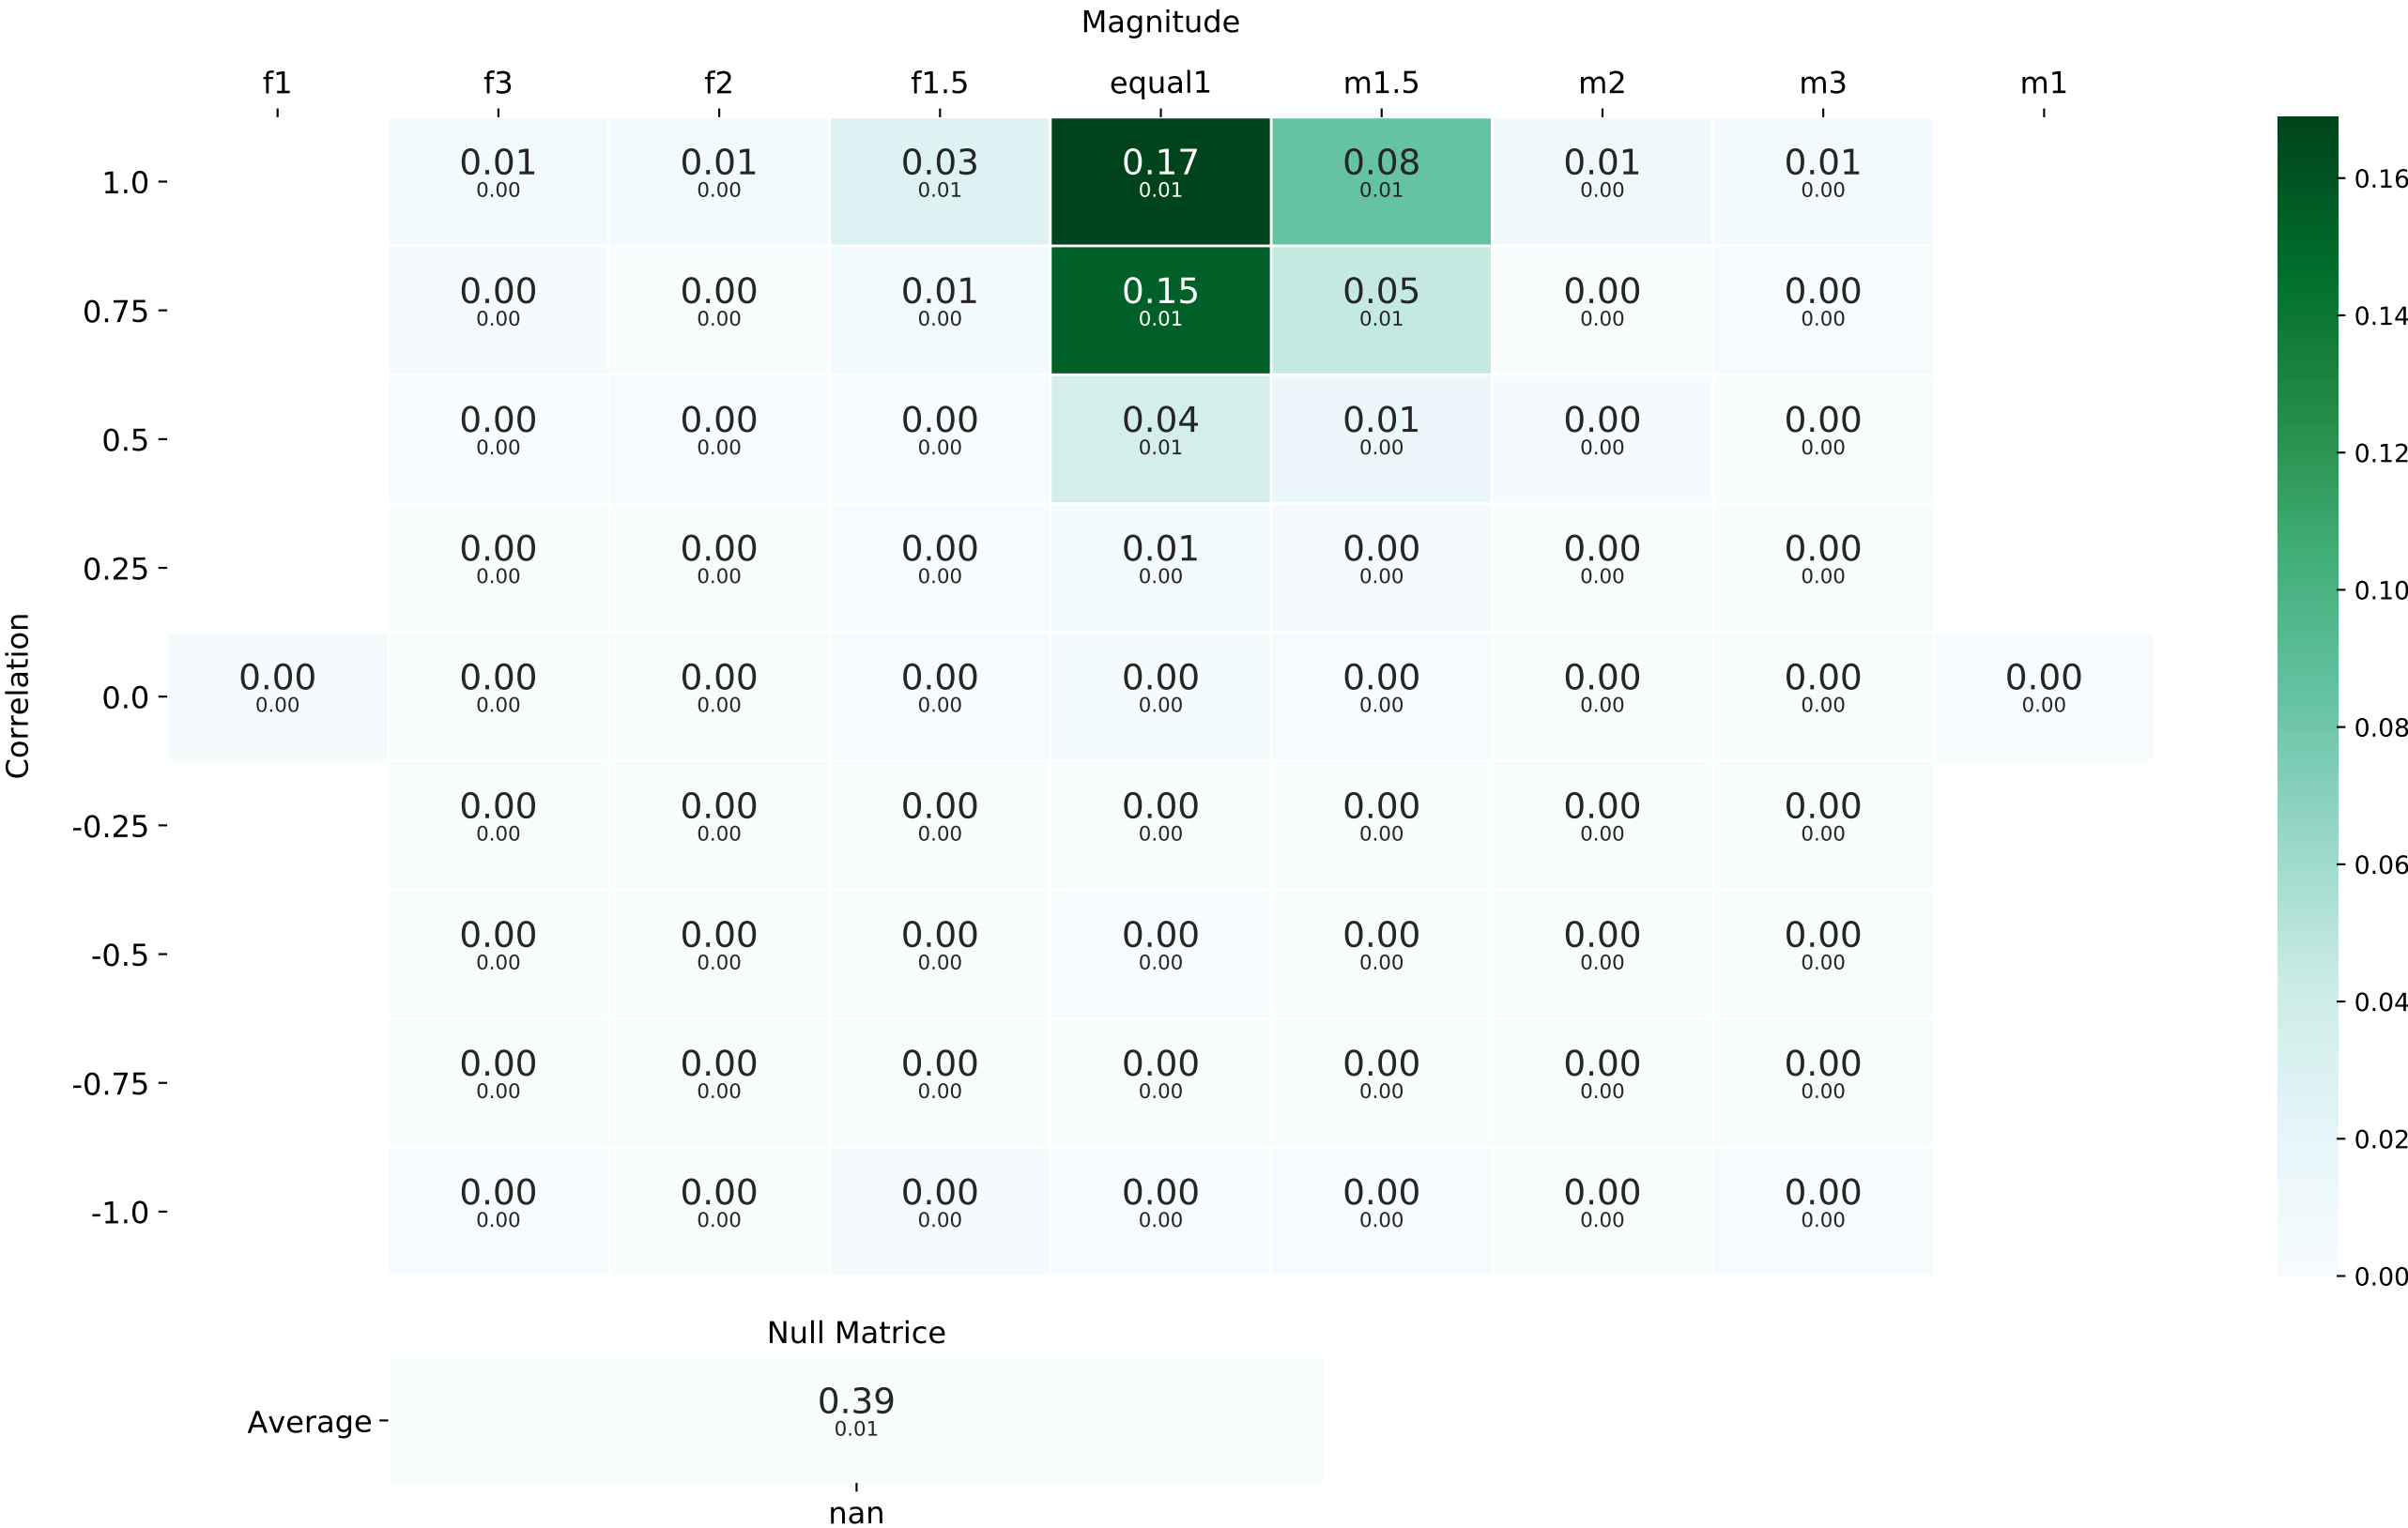 Magnitude
f1 f3 f2 f1.5 equal1 m1.5 m2 m3 m1
1.0 0.01 0.01 0.03 0.17 0.08 0.01 0.01
0.00 0.00 0.01 0.01 0.01 0.00 0.00
0.75 0.00 0.00 0.01 0.15 0.05 0.00 0.00
0.00 0.00 0.00 0.01 0.01 0.00 0.00
0.5 0.00 0.00 0.00 0.04 0.01 0.00 0.00
0.00 0.00 0.00 0.01 0.00 0.00 0.00
0.25 0.00 0.00 0.00 0.01 0.00 0.00 0.00
0.00 0.00 0.00 0.00 0.00 0.00 0.00
0.0 0.00 0.00 0.00 0.00 0.00 0.00 0.00 0.00 0.00
0.00 0.00 0.00 0.00 0.00 0.00 0.00 0.00 0.00
-0.25 0.00 0.00 0.00 0.00 0.00 0.00 0.00
0.00 0.00 0.00 0.00 0.00 0.00 0.00
-0.5 0.00 0.00 0.00 0.00 0.00 0.00 0.00
0.00 0.00 0.00 0.00 0.00 0.00 0.00
-0.75 0.00 0.00 0.00 0.00 0.00 0.00 0.00
0.00 0.00 0.00 0.00 0.00 0.00 0.00
-1.0 0.00 0.00 0.00 0.00 0.00 0.00 0.00
0.00 0.00 0.00 0.00 0.00 0.00 0.00
Correlation
0.16
0.14
0.12
0.10
0.08
0.06
0.04
0.02
0.00
Null Matrice
Average 0.39
0.01
nan